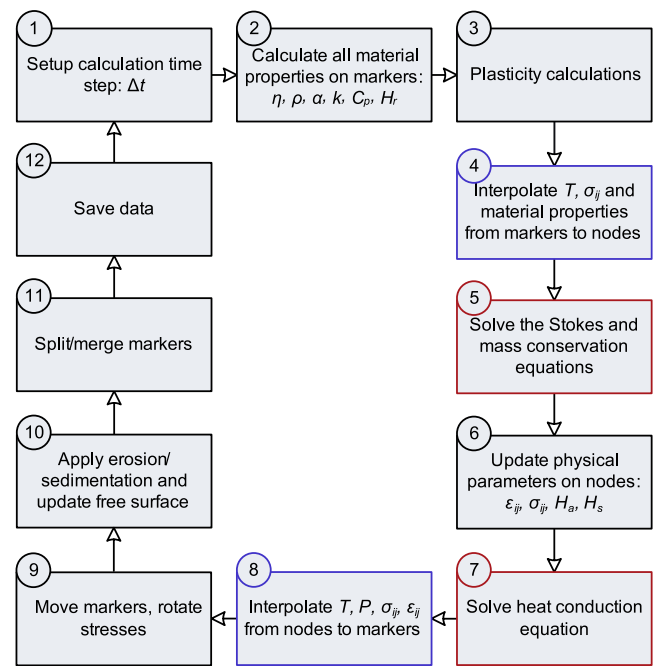 1
Setup calculation time
step: Δt
2
Calculate all material
properties on markers:
η, ρ, α, k, Cₚ, Hᵣ
3
Plasticity calculations
4
Interpolate T, σᵢⱼ and
material properties
from markers to nodes
5
Solve the Stokes and
mass conservation
equations
6
Update physical
parameters on nodes:
εᵢⱼ, σᵢⱼ, Hₐ, Hₛ
7
Solve heat conduction
equation
8
Interpolate T, P, σᵢⱼ, εᵢⱼ
from nodes to markers
9
Move markers, rotate
stresses
10
Apply erosion/
sedimentation and
update free surface
11
Split/merge markers
12
Save data